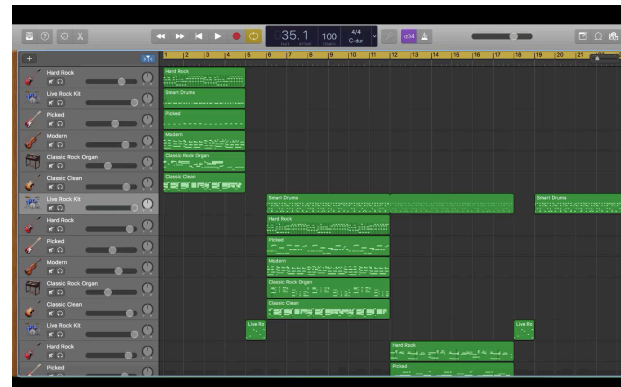 35.1
100
4/4
C-dur
1234
1 2 3 4 5 6 7 8 9 10 11 12 13 14 15 16 17 18 19 20 21
Hard Rock
Hard Rock
Live Rock Kit
Smart Drums
Picked
Picked
Modern
Modern
Classic Rock Organ
Classic Rock Organ
Classic Clean
Classic Clean
Live Rock Kit
Smart Drums
Smart Drums
Hard Rock
Hard Rock
Picked
Picked
Modern
Modern
Classic Rock Organ
Classic Rock Organ
Classic Clean
Classic Clean
Live Rock Kit
Live Ro
Live Ro
Hard Rock
Hard Rock
Picked
Picked